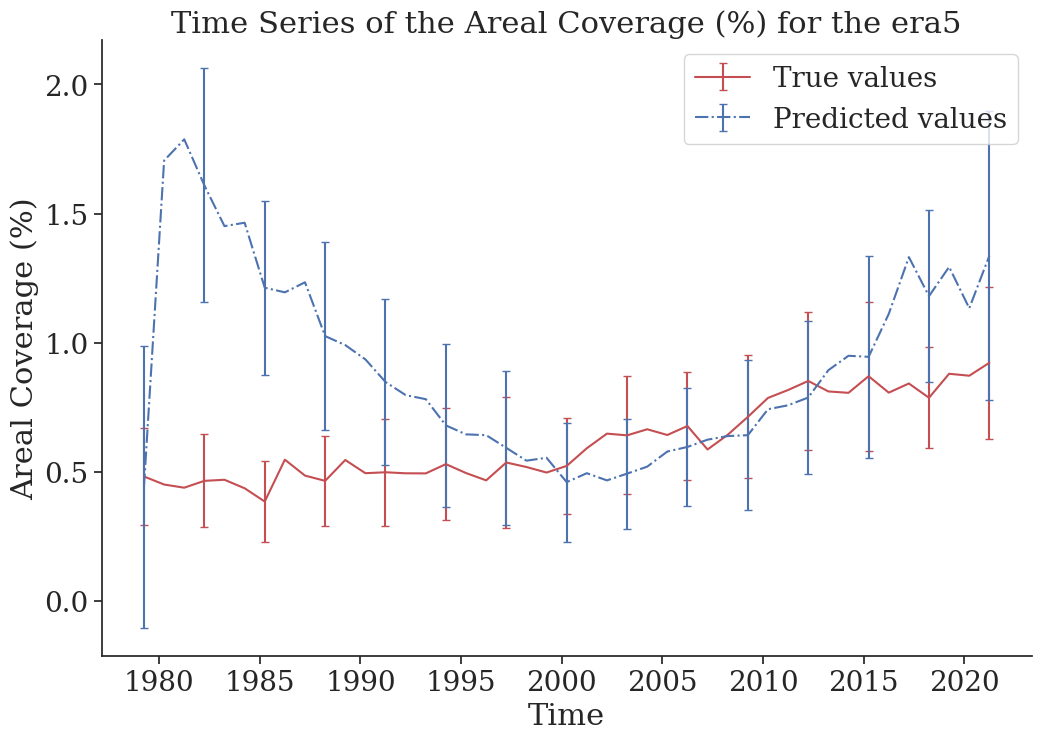 Time Series of the Areal Coverage (%) for the era5
True values
Predicted values
Areal Coverage (%)
2.0
1.5
1.0
0.5
0.0
1980 1985 1990 1995 2000 2005 2010 2015 2020
Time